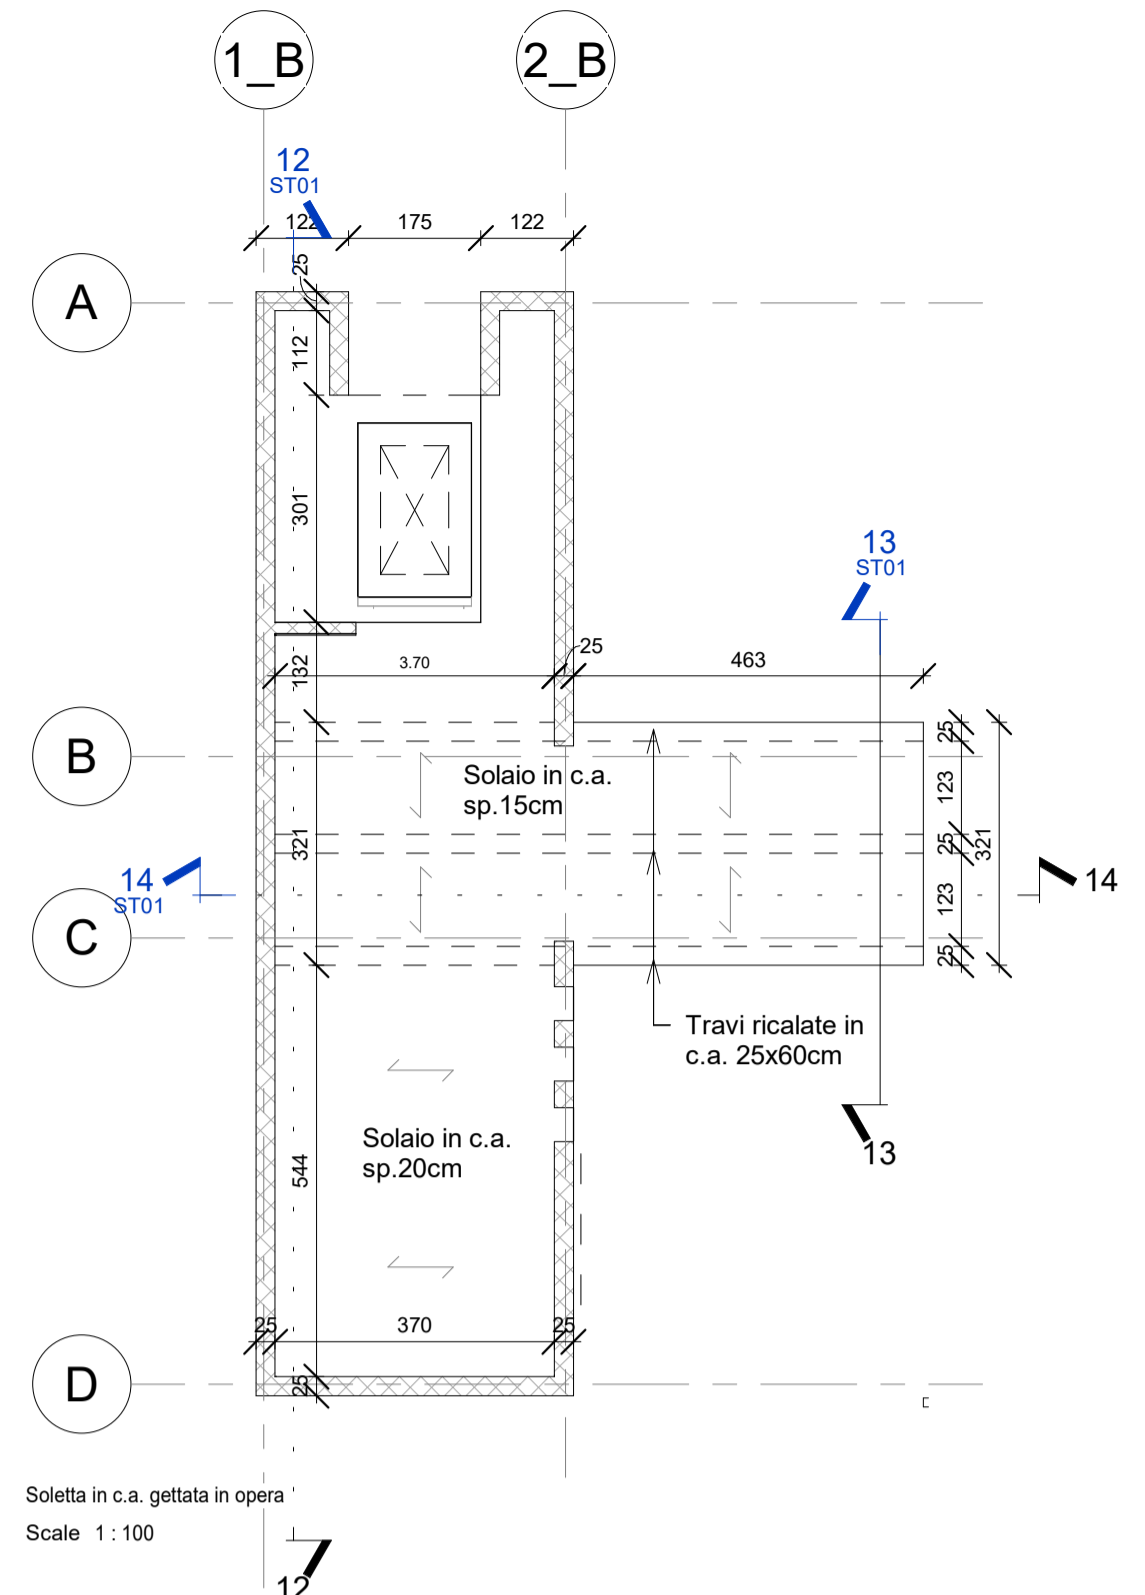 1_B
2_B
12
ST01
122
175
122
25
A
112
301
13
ST01
132
3.70
25
463
25
B
Solaio in c.a.
sp.15cm
123
321
25
321
14
ST01
14
123
C
25
Travi ricalate in
c.a. 25x60cm
Solaio in c.a.
sp.20cm
13
544
25
370
25
D
25
Soletta in c.a. gettata in opera
Scale 1 : 100
12